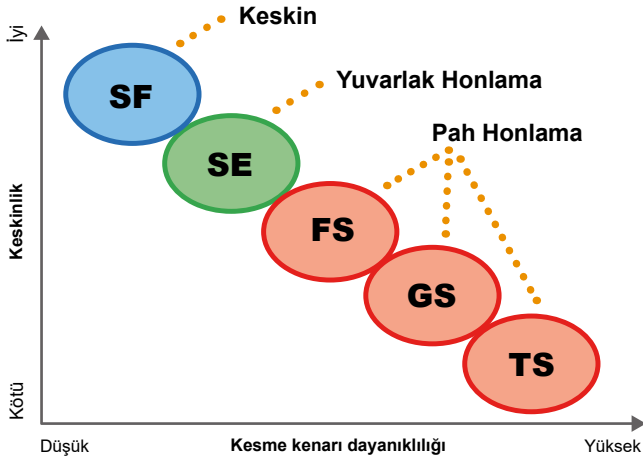 Keskin
İyi
SF
Yuvarlak Honlama
SE
Pah Honlama
Keskinlik
FS
GS
TS
Kötü
Düşük
Kesme kenarı dayanıklılığı
Yüksek